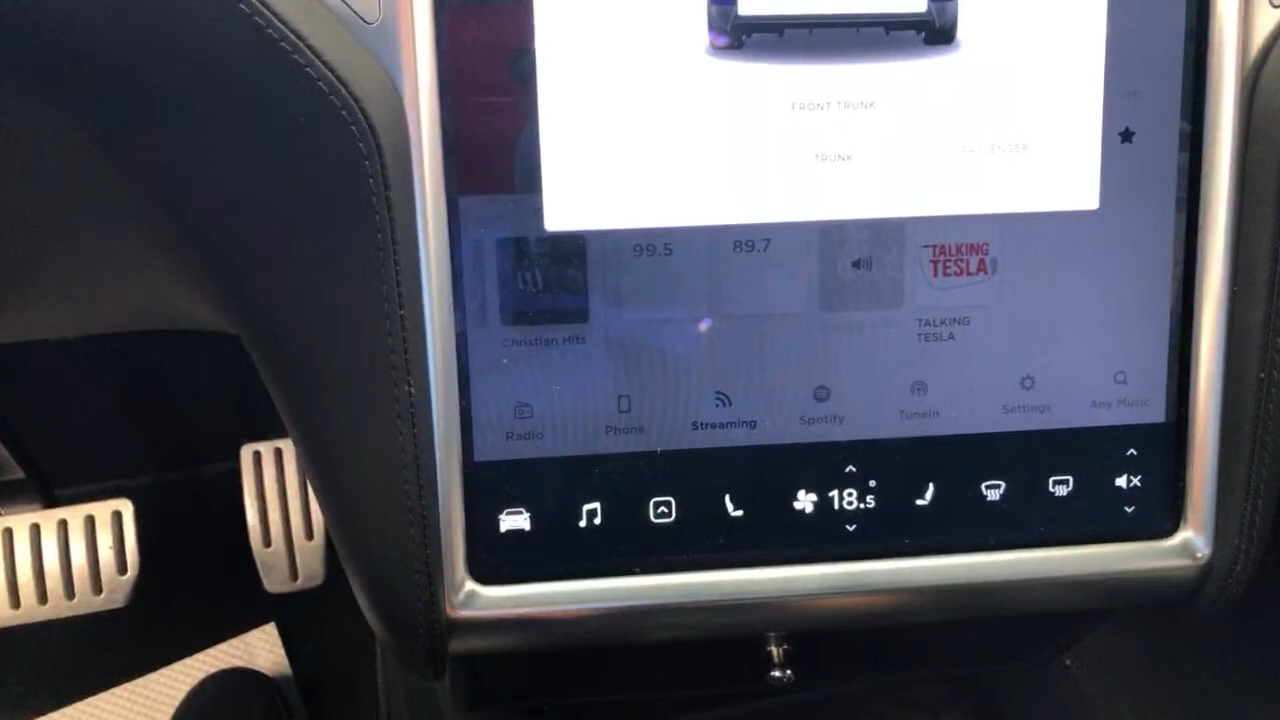 FRONT TRUNK
TRUNK
PASSENGER
99.5
89.7
TALKING
TESLA
Christian Hits
TALKING
TESLA
Radio
Phone
Streaming
Spotify
TuneIn
Settings
Any Music
18.5°